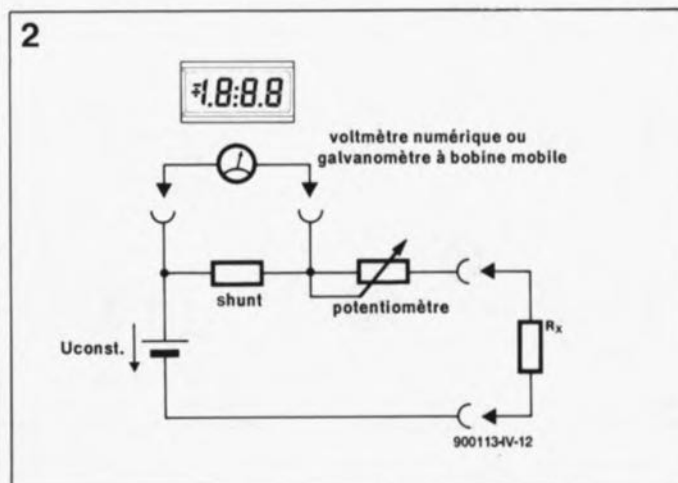 2
+1.8:8.8
voltmètre numérique ou
galvanomètre à bobine mobile
shunt
potentiomètre
Uconst.
Rx
900113-IV-12